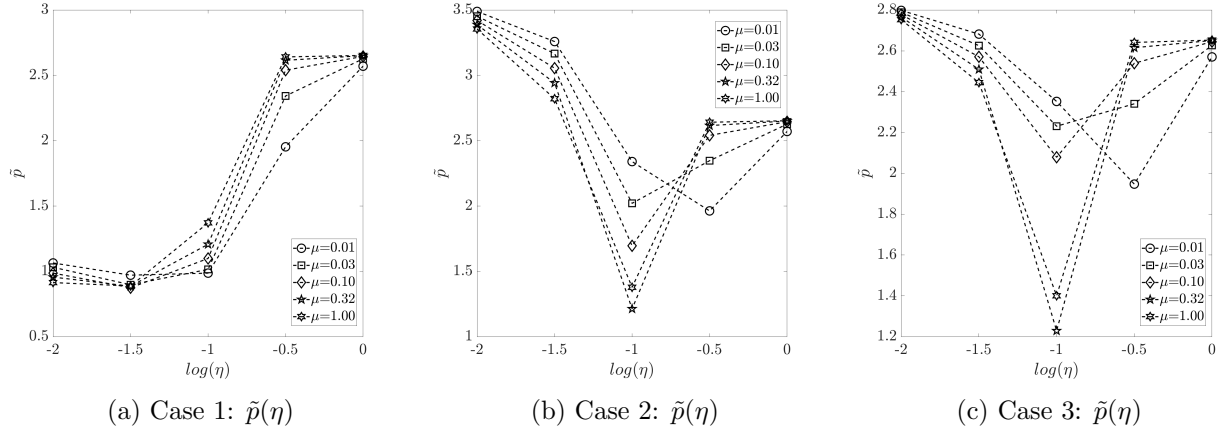 3
2.5
2
1.5
1
0.5
p̃
-2 -1.5 -1 -0.5 0
log(η)
μ=0.01
μ=0.03
μ=0.10
μ=0.32
μ=1.00
(a) Case 1: p̃(η)
3.5
3
2.5
2
1.5
1
p̃
-2 -1.5 -1 -0.5 0
log(η)
μ=0.01
μ=0.03
μ=0.10
μ=0.32
μ=1.00
(b) Case 2: p̃(η)
2.8
2.6
2.4
2.2
2
1.8
1.6
1.4
1.2
p̃
-2 -1.5 -1 -0.5 0
log(η)
μ=0.01
μ=0.03
μ=0.10
μ=0.32
μ=1.00
(c) Case 3: p̃(η)